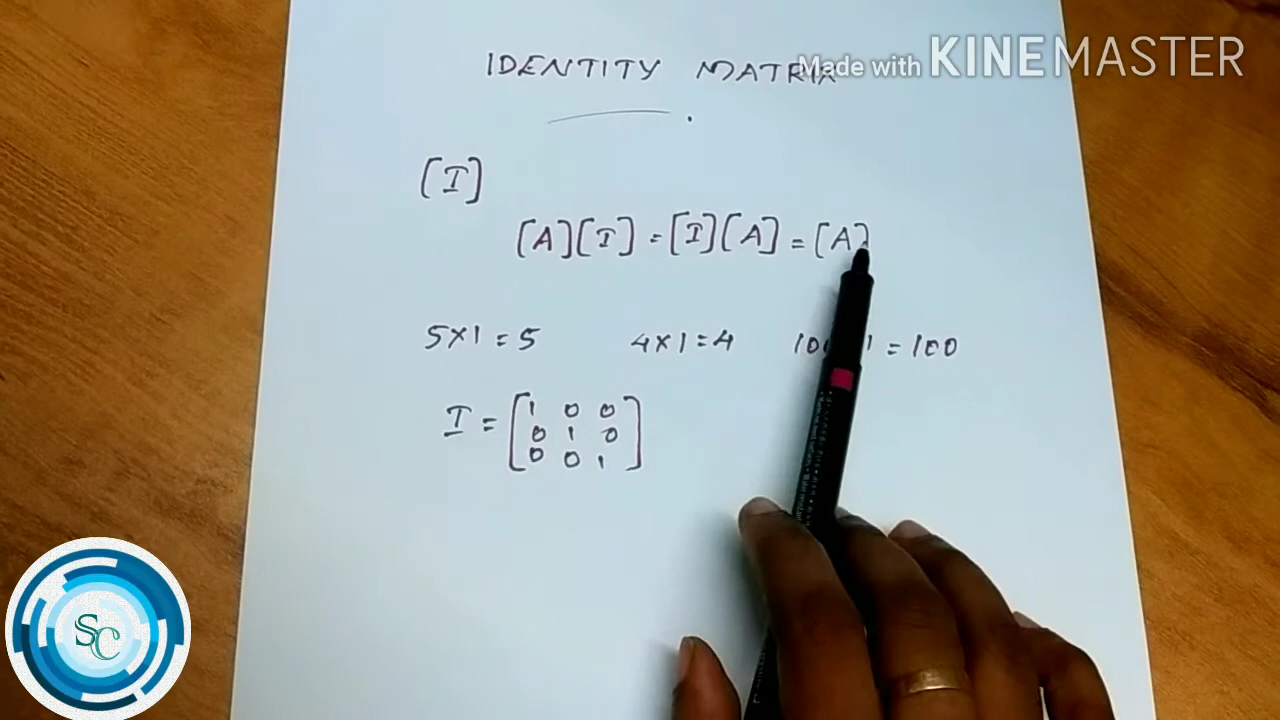 IDENTITY MATRIX
Made with KINEMASTER
[I]
[A][I] = [I][A] = [A]
5×1 = 5 4×1 = 4 1 = 100
I = [1 0 0
0 1 0
0 0 1]
SC